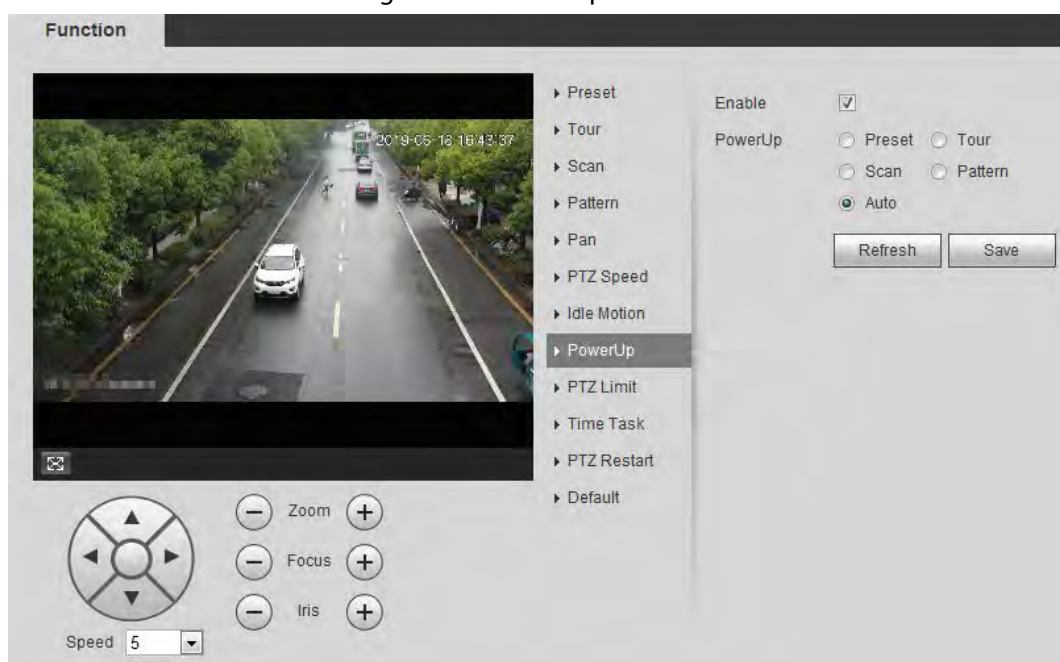 Function
2019-05-18 16:43:37
Preset
Tour
Scan
Pattern
Pan
PTZ Speed
Idle Motion
PowerUp
PTZ Limit
Time Task
PTZ Restart
Default
Enable
PowerUp
Preset Tour
Scan Pattern
Auto
Refresh Save
Zoom
Focus
Iris
Speed 5